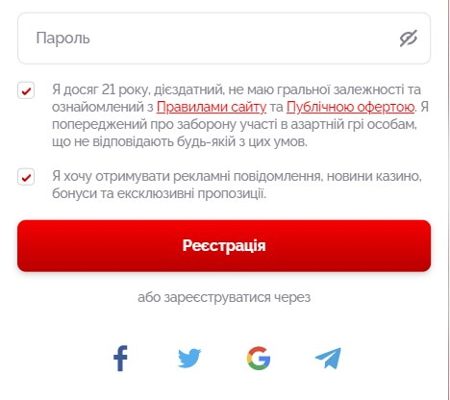 Пароль
Я досяг 21 року, дієздатний, не маю гральної залежності та
ознайомлений з Правилами сайту та Публічною офертою. Я
попереджений про заборону участі в азартній грі особам,
що не відповідають будь-якій з цих умов.
Я хочу отримувати рекламні повідомлення, новини казино,
бонуси та ексклюзивні пропозиції.
Реєстрація
або зареєструватися через